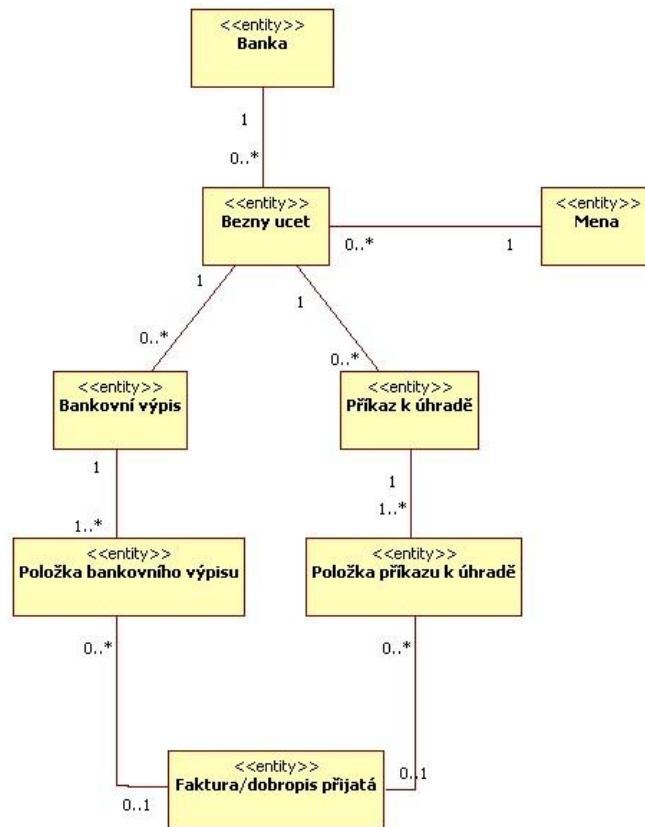 <<entity>>
Banka
1
0..*
<<entity>>
Bezny ucet
<<entity>>
Mena
0..*
1
1
1
0..*
0..*
<<entity>>
Bankovní výpis
<<entity>>
Příkaz k úhradě
1
1
1..*
1..*
<<entity>>
Položka bankovního výpisu
<<entity>>
Položka příkazu k úhradě
0..*
0..*
<<entity>>
Faktura/dobropis přijatá
0..1
0..1